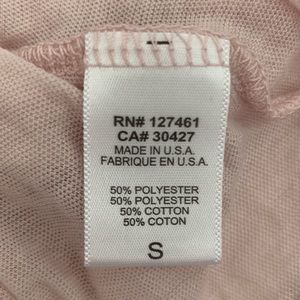 RN# 127461
CA# 30427
MADE IN U.S.A.
FABRIQUE EN U.S.A.
50% POLYESTER
50% POLYESTER
50% COTTON
50% COTON
S